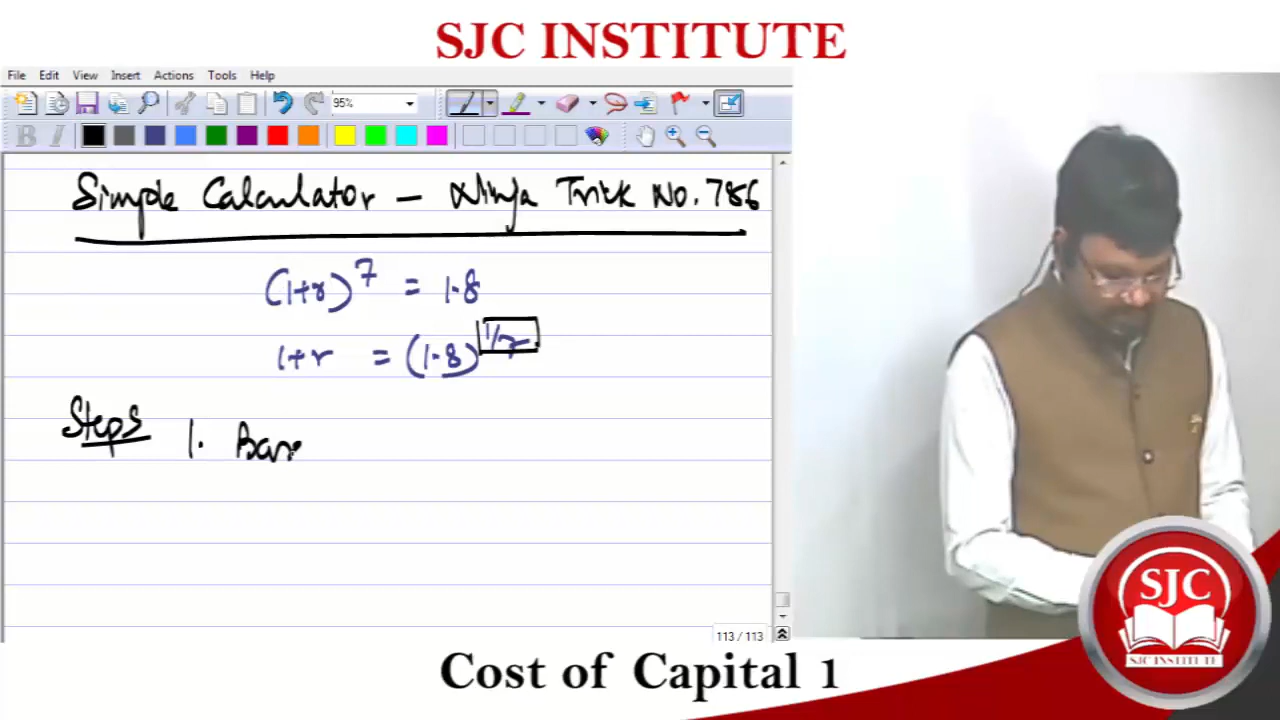 SJC INSTITUTE
File Edit View Insert Actions Tools Help
95%
B I
Simple Calculator – Ninja Trick No. 786
(1+r)^7 = 1.8
1+r = (1.8)^1/7
Steps 1. Bas
113 / 113
SJC
SJC INSTITUTE
Cost of Capital 1